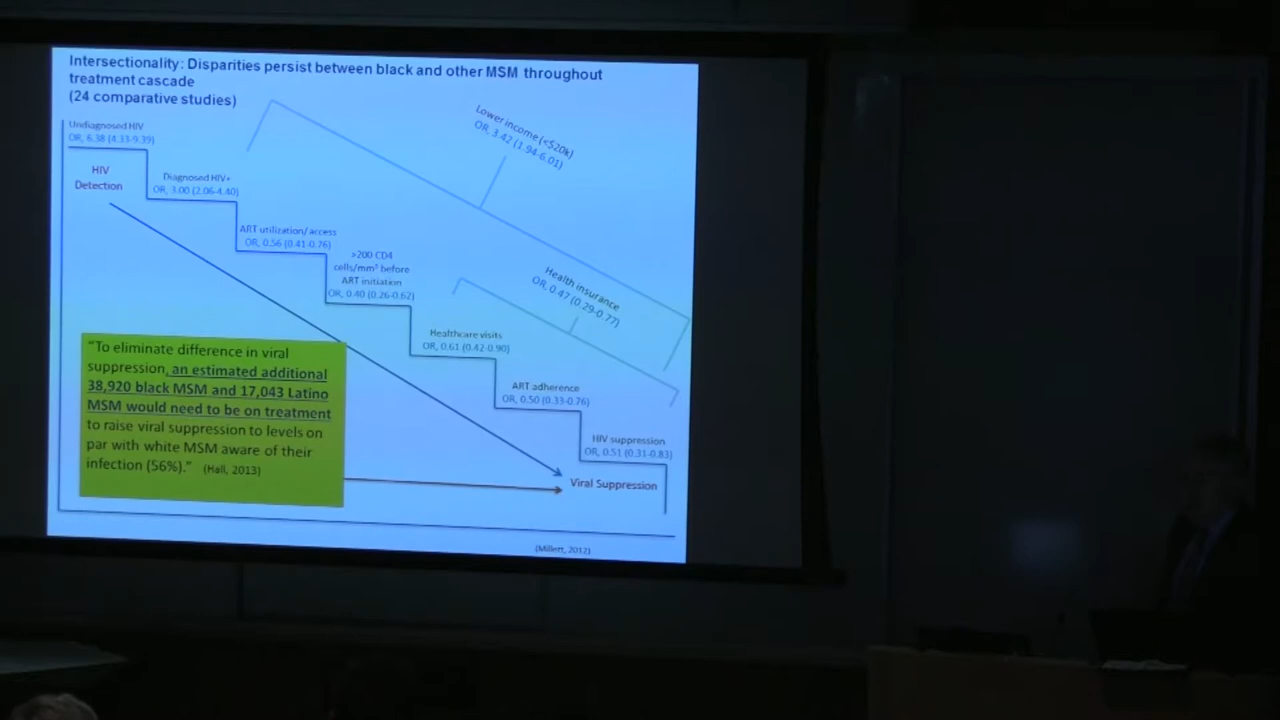 Intersectionality: Disparities persist between black and other MSM throughout
treatment cascade
(24 comparative studies)
Undiagnosed HIV
OR, 6.38 (4.33-9.39)
HIV
Detection
Diagnosed HIV+
OR, 3.00 (2.06-4.40)
ART utilization/access
OR, 0.56 (0.41-0.76)
>200 CD4
cells/mm³ before
ART initiation
OR, 0.40 (0.26-0.62)
Healthcare visits
OR, 0.61 (0.42-0.90)
ART adherence
OR, 0.50 (0.33-0.76)
HIV suppression
OR, 0.51 (0.31-0.83)
Viral Suppression
Lower income (<$20k)
OR, 3.42 (1.94-6.01)
Health insurance
OR, 0.47 (0.29-0.77)
"To eliminate difference in viral
suppression, an estimated additional
38,920 black MSM and 17,043 Latino
MSM would need to be on treatment
to raise viral suppression to levels on
par with white MSM aware of their
infection (56%)." (Hall, 2013)
(Millett, 2012)